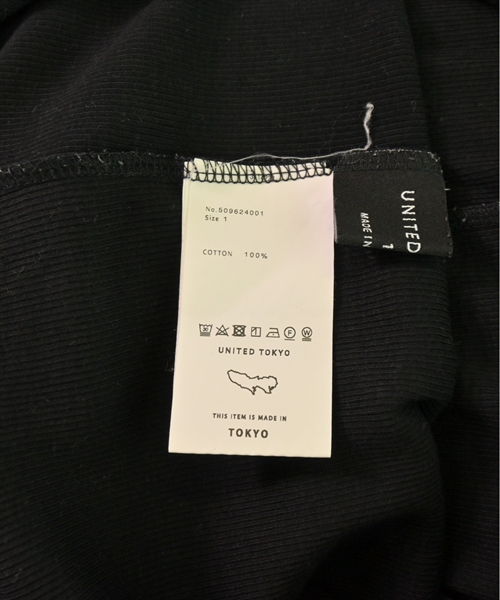 No.509624001
Size 1
COTTON 100%
UNITED TOKYO
THIS ITEM IS MADE IN
TOKYO
UNITED
MADE IN
1